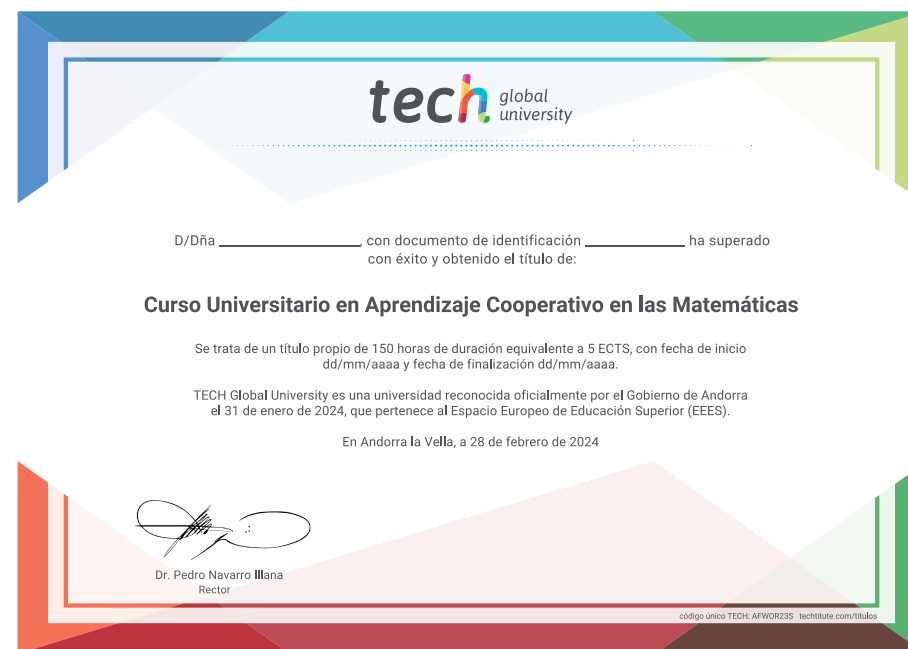 tech global university
D/Dña ____________________, con documento de identificación ______________ ha superado
con éxito y obtenido el título de:
Curso Universitario en Aprendizaje Cooperativo en las Matemáticas
Se trata de un título propio de 150 horas de duración equivalente a 5 ECTS, con fecha de inicio
dd/mm/aaaa y fecha de finalización dd/mm/aaaa.
TECH Global University es una universidad reconocida oficialmente por el Gobierno de Andorra
el 31 de enero de 2024, que pertenece al Espacio Europeo de Educación Superior (EEES).
En Andorra la Vella, a 28 de febrero de 2024
Dr. Pedro Navarro Illana
Rector
código único TECH: AFWOR23S techtitute.com/titulos